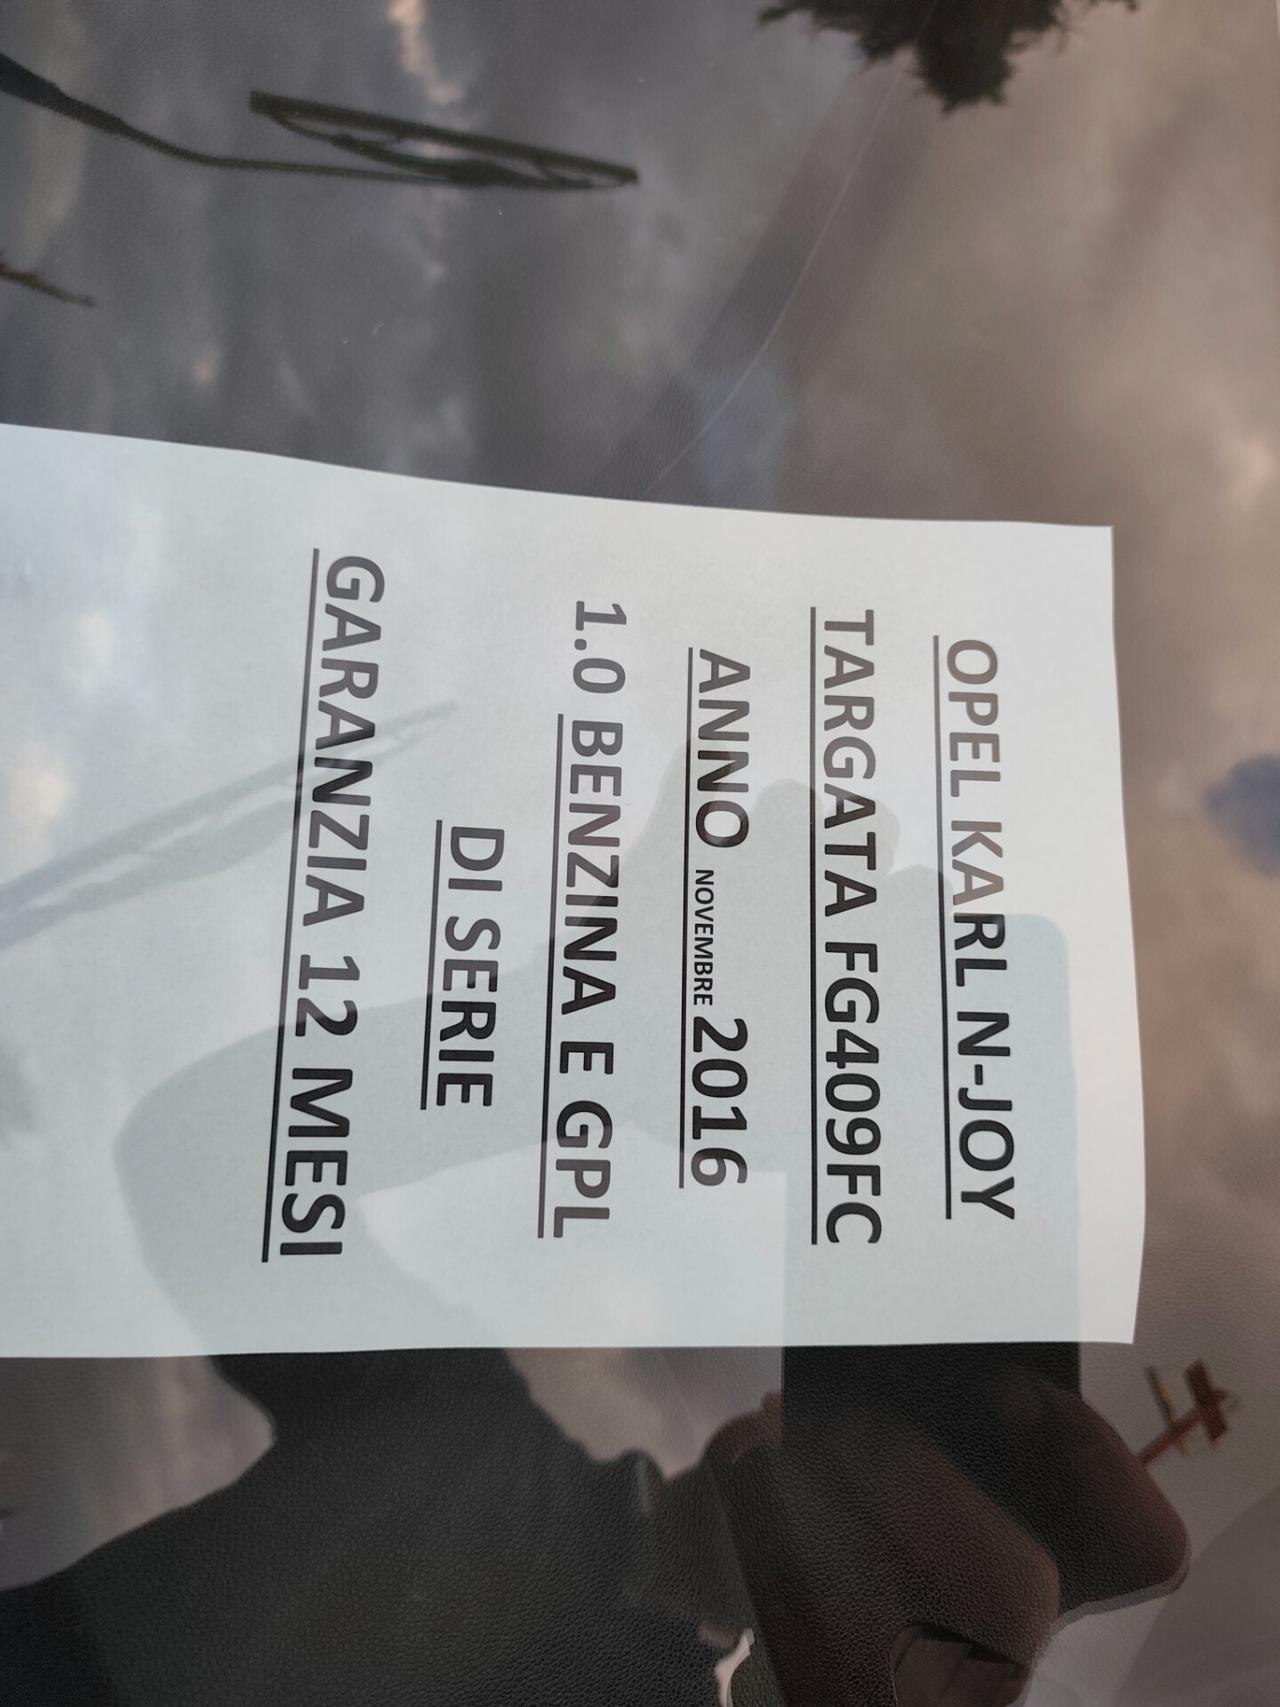 OPEL KARL N-JOY
TARGATA FG409FC
ANNO NOVEMBRE 2016
1.0 BENZINA E GPL
DI SERIE
GARANZIA 12 MESI